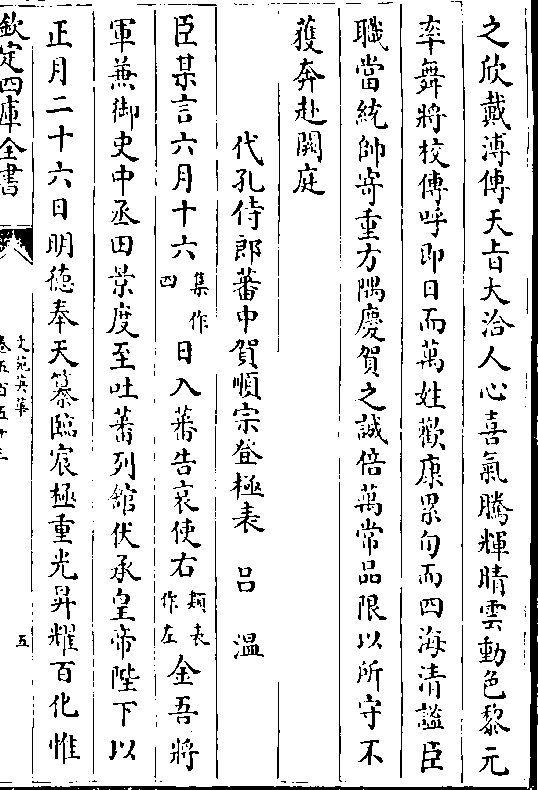 之欣戴溥傳天旨大洽人心喜氣騰輝晴雲動色黎元
率舞將校傳呼即日而萬姓歡康累旬而四海清謐臣
職當統帥寄重方隅慶賀之誠倍萬常品限以所守不
獲奔赴闕庭
代孔侍郎蕃中賀順宗登極表 吕温
臣某言六月十六集作四日入蕃告哀使右類表作左金吾將
軍兼御史中丞田景度至吐蕃列館伏承皇帝陛下以
正月二十六日明德奉天纂臨宸極重光昇耀百化惟
欽定四庫全書
文苑英華
卷五百五十三
五